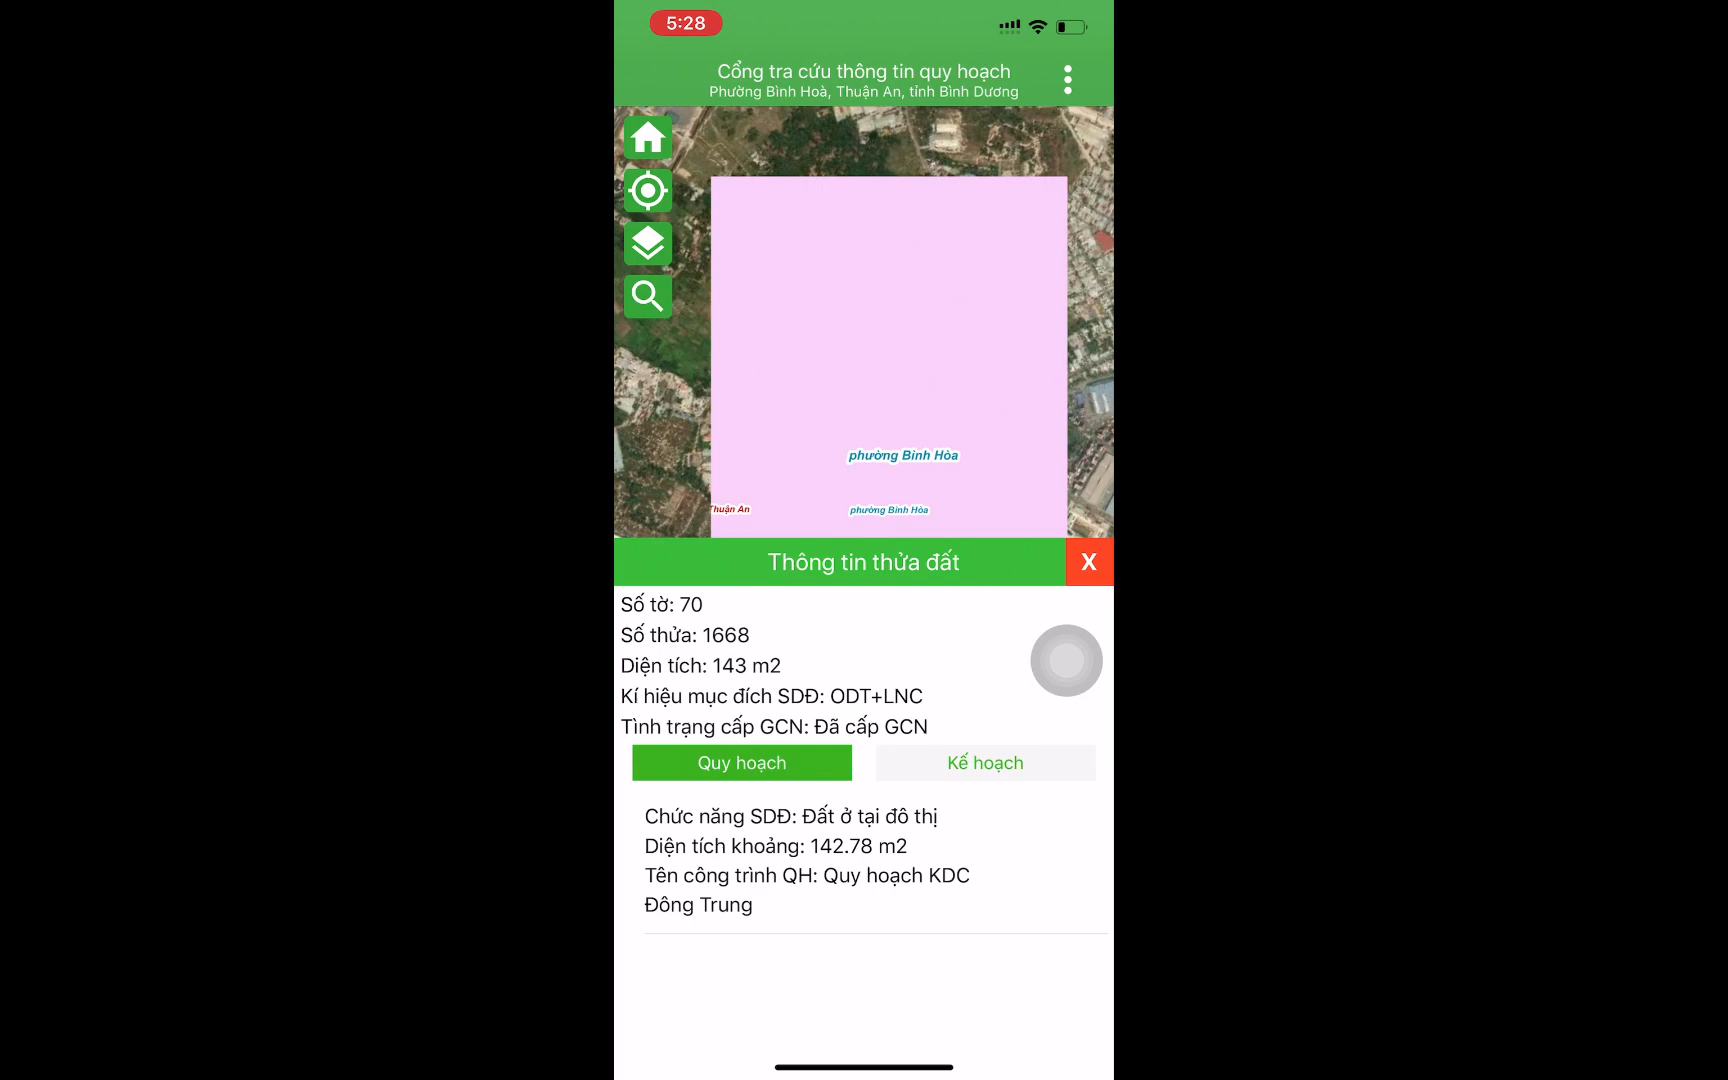 5:28
Cổng tra cứu thông tin quy hoạch
Phường Bình Hoà, Thuận An, tỉnh Bình Dương
phường Bình Hòa
Thuận An
phường Bình Hòa
Thông tin thửa đất
X
Số tờ: 70
Số thửa: 1668
Diện tích: 143 m2
Kí hiệu mục đích SDĐ: ODT+LNC
Tình trạng cấp GCN: Đã cấp GCN
Quy hoạch
Kế hoạch
Chức năng SDĐ: Đất ở tại đô thị
Diện tích khoảng: 142.78 m2
Tên công trình QH: Quy hoạch KDC
Đông Trung